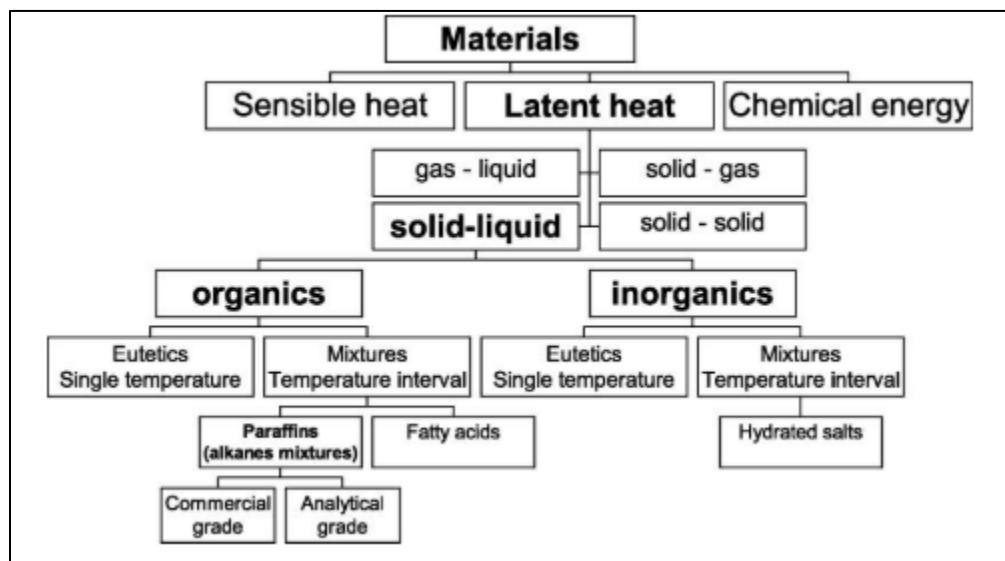 Materials
Sensible heat
Latent heat
Chemical energy
gas - liquid
solid - gas
solid-liquid
solid - solid
organics
inorganics
Eutetics
Single temperature
Mixtures
Temperature interval
Eutetics
Single temperature
Mixtures
Temperature interval
Paraffins
(alkanes mixtures)
Fatty acids
Hydrated salts
Commercial
grade
Analytical
grade